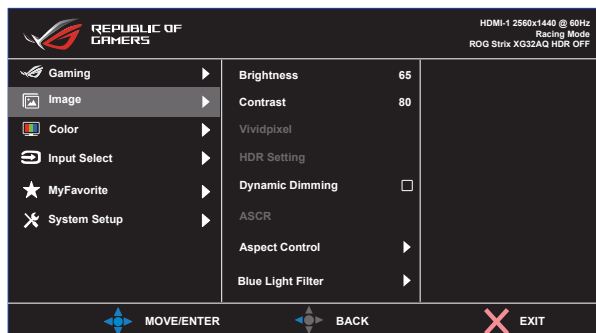 REPUBLIC OF
GAMERS
HDMI-1 2560x1440 @ 60Hz
Racing Mode
ROG Strix XG32AQ HDR OFF
Gaming
Image
Color
Input Select
MyFavorite
System Setup
Brightness 65
Contrast 80
Vividpixel
HDR Setting
Dynamic Dimming
ASCR
Aspect Control
Blue Light Filter
MOVE/ENTER
BACK
EXIT